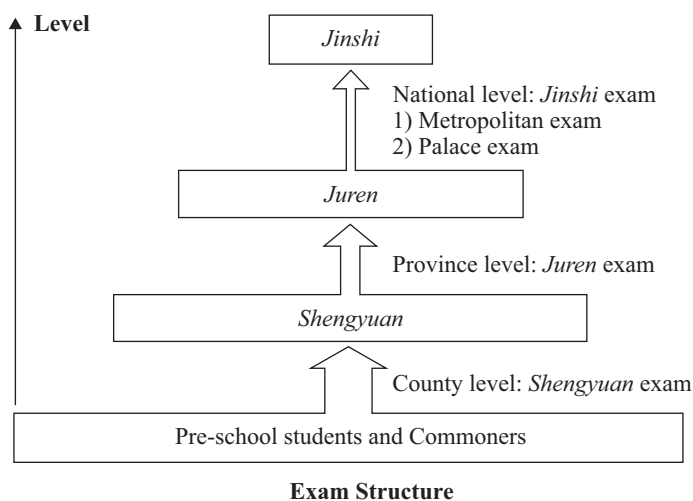 Level
Jinshi
National level: Jinshi exam
1) Metropolitan exam
2) Palace exam
Juren
Province level: Juren exam
Shengyuan
County level: Shengyuan exam
Pre-school students and Commoners
Exam Structure